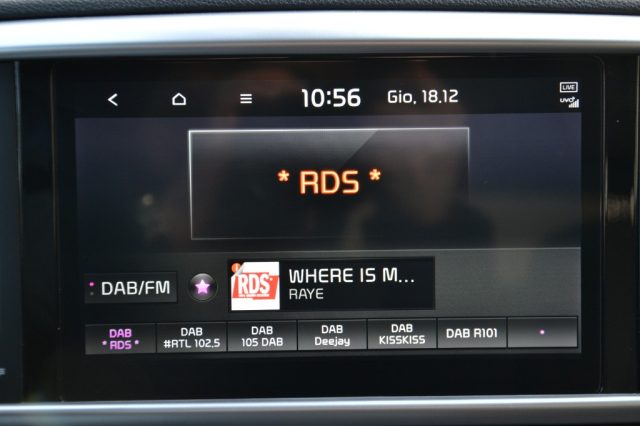 10:56 Gio, 18.12
LIVE
UVO
* RDS *
DAB/FM
RDS
WHERE IS M...
RAYE
DAB
* RDS *
DAB
#RTL 102,5
DAB
105 DAB
DAB
Deejay
DAB
KISSKISS
DAB R101